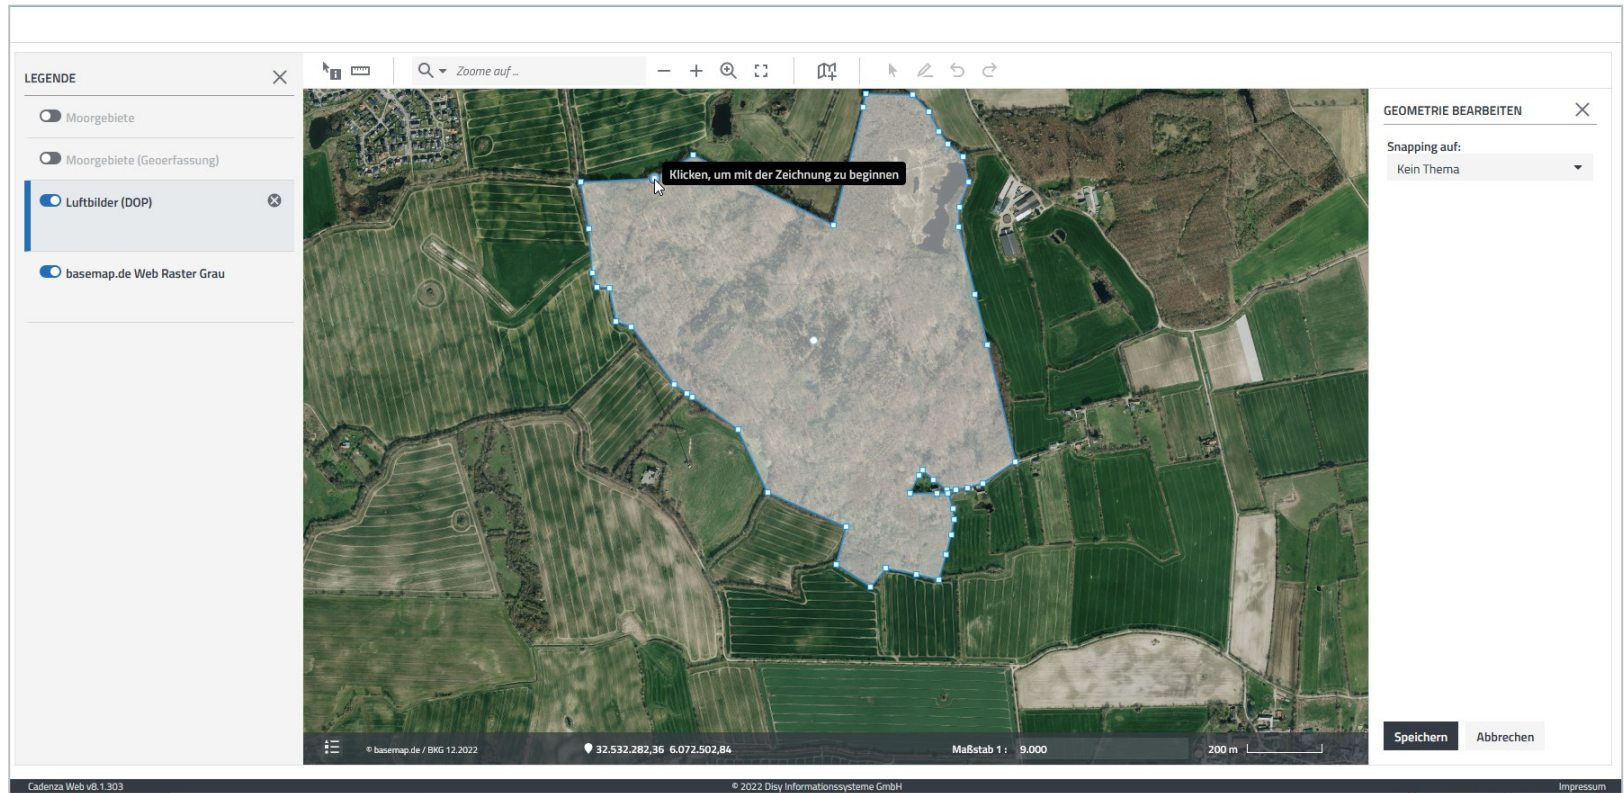 LEGENDE
Moorgebiete
Moorgebiete (Geoerfassung)
Luftbilder (DOP)
basemap.de Web Raster Grau
Zoome auf ...
Klicken, um mit der Zeichnung zu beginnen
GEOMETRIE BEARBEITEN
Snapping auf:
Kein Thema
Speichern
Abbrechen
© basemap.de / BKG 12.2022
32.532.282,36 6.072.502,84
Maßstab 1 : 9.000
200 m
Cadenza Web v8.1.303
© 2022 Disy Informationssysteme GmbH
Impressum